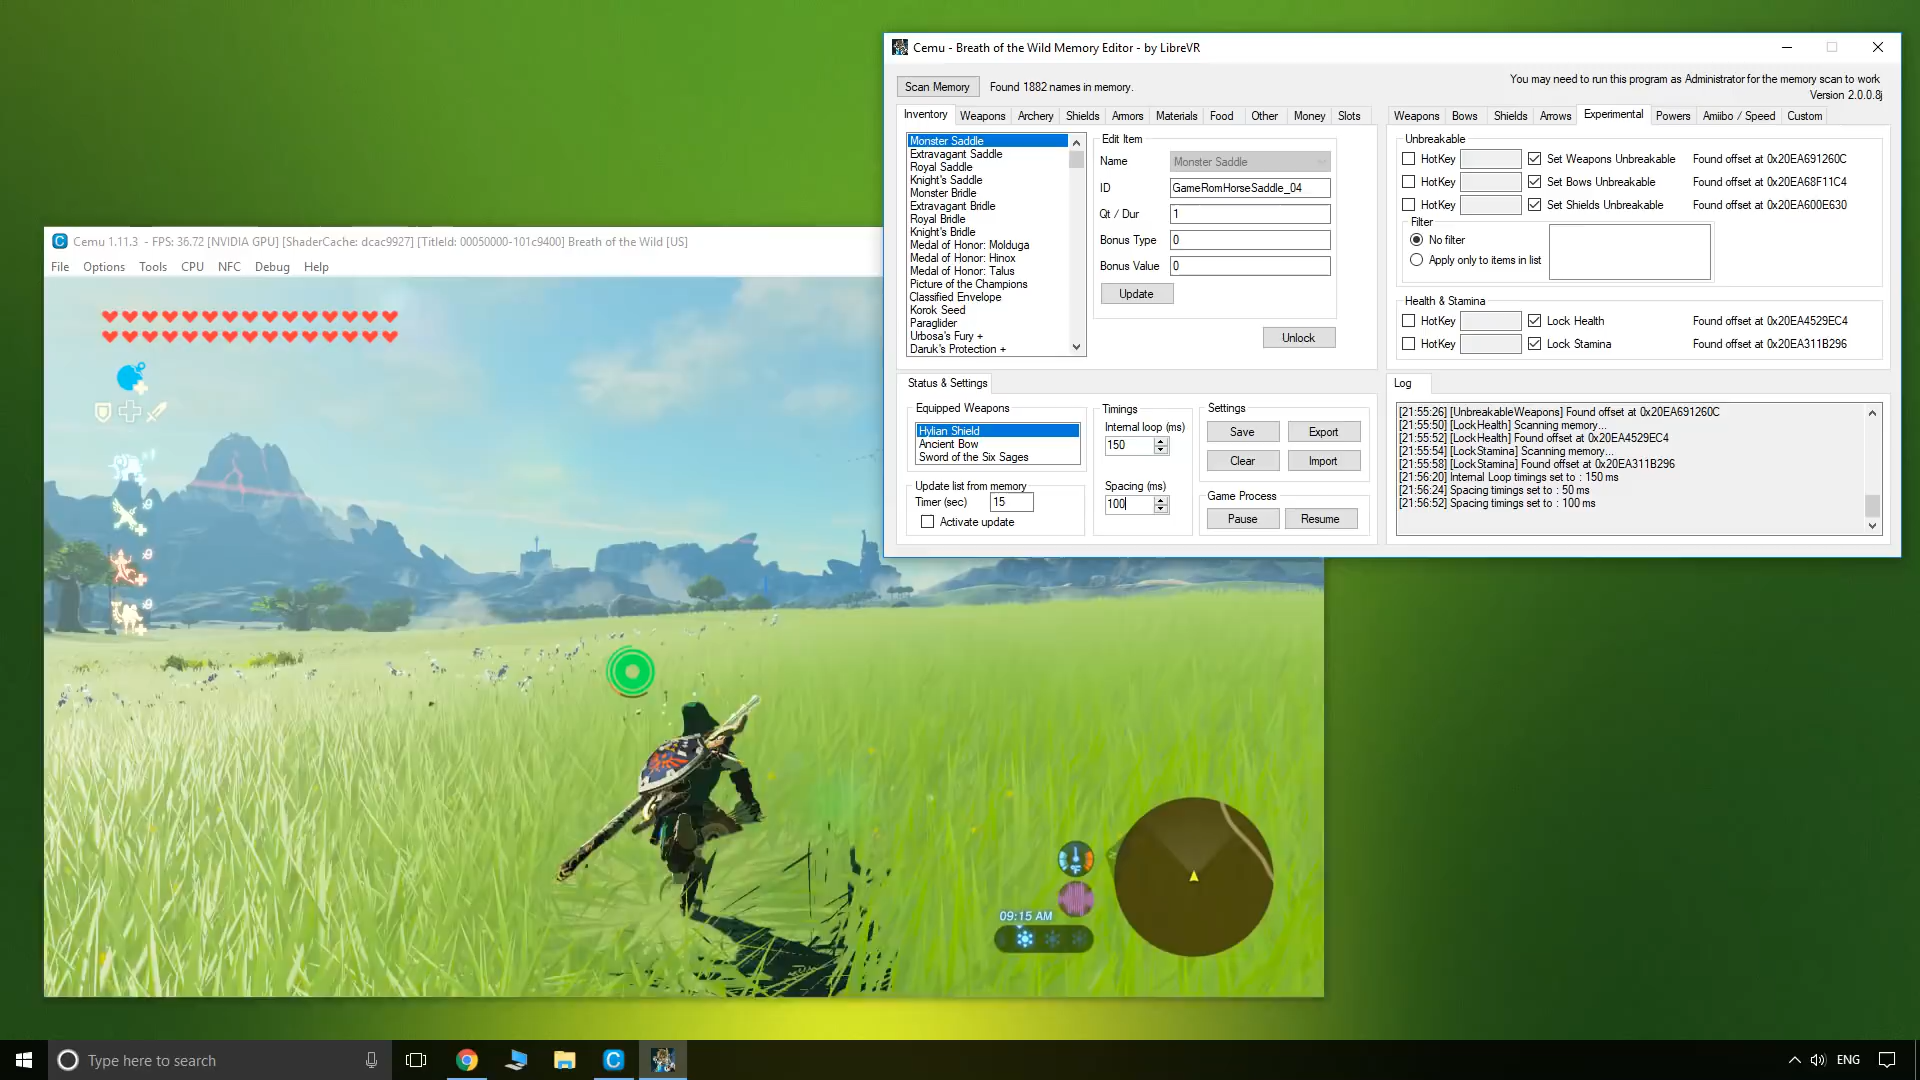 Cemu - Breath of the Wild Memory Editor - by LibreVR
Scan Memory Found 1882 names in memory.
You may need to run this program as Administrator for the memory scan to work
Version 2.0.0.8j
Inventory Weapons Archery Shields Armors Materials Food Other Money Slots
Monster Saddle
Extravagant Saddle
Royal Saddle
Knight's Saddle
Monster Bridle
Extravagant Bridle
Royal Bridle
Knight's Bridle
Medal of Honor: Molduga
Medal of Honor: Hinox
Medal of Honor: Talus
Picture of the Champions
Classified Envelope
Korok Seed
Paraglider
Urbosa's Fury +
Daruk's Protection +
Edit Item
Name Monster Saddle
ID GameRomHorseSaddle_04
Qt / Dur 1
Bonus Type 0
Bonus Value 0
Update
Unlock
Weapons Bows Shields Arrows Experimental Powers Amiibo / Speed Custom
Unbreakable
HotKey Set Weapons Unbreakable Found offset at 0x20EA691260C
HotKey Set Bows Unbreakable Found offset at 0x20EA68F11C4
HotKey Set Shields Unbreakable Found offset at 0x20EA600E630
Filter
No filter
Apply only to items in list
Health & Stamina
HotKey Lock Health Found offset at 0x20EA4529EC4
HotKey Lock Stamina Found offset at 0x20EA311B296
Status & Settings
Equipped Weapons
Hylian Shield
Ancient Bow
Sword of the Six Sages
Update list from memory
Timer (sec) 15
Activate update
Timings
Internal loop (ms)
150
Spacing (ms)
100
Settings
Save Export
Clear Import
Game Process
Pause Resume
Log
[21:55:26] [UnbreakableWeapons] Found offset at 0x20EA691260C
[21:55:50] [LockHealth] Scanning memory...
[21:55:52] [LockHealth] Found offset at 0x20EA4529EC4
[21:55:54] [LockStamina] Scanning memory...
[21:55:58] [LockStamina] Found offset at 0x20EA311B296
[21:56:20] Internal Loop timings set to : 150 ms
[21:56:24] Spacing timings set to : 50 ms
[21:56:52] Spacing timings set to : 100 ms
Cemu 1.11.3 - FPS: 36.72 [NVIDIA GPU] [ShaderCache: dcac9927] [TitleId: 00050000-101c9400] Breath of the Wild [US]
File Options Tools CPU NFC Debug Help
09:15 AM
Type here to search
ENG